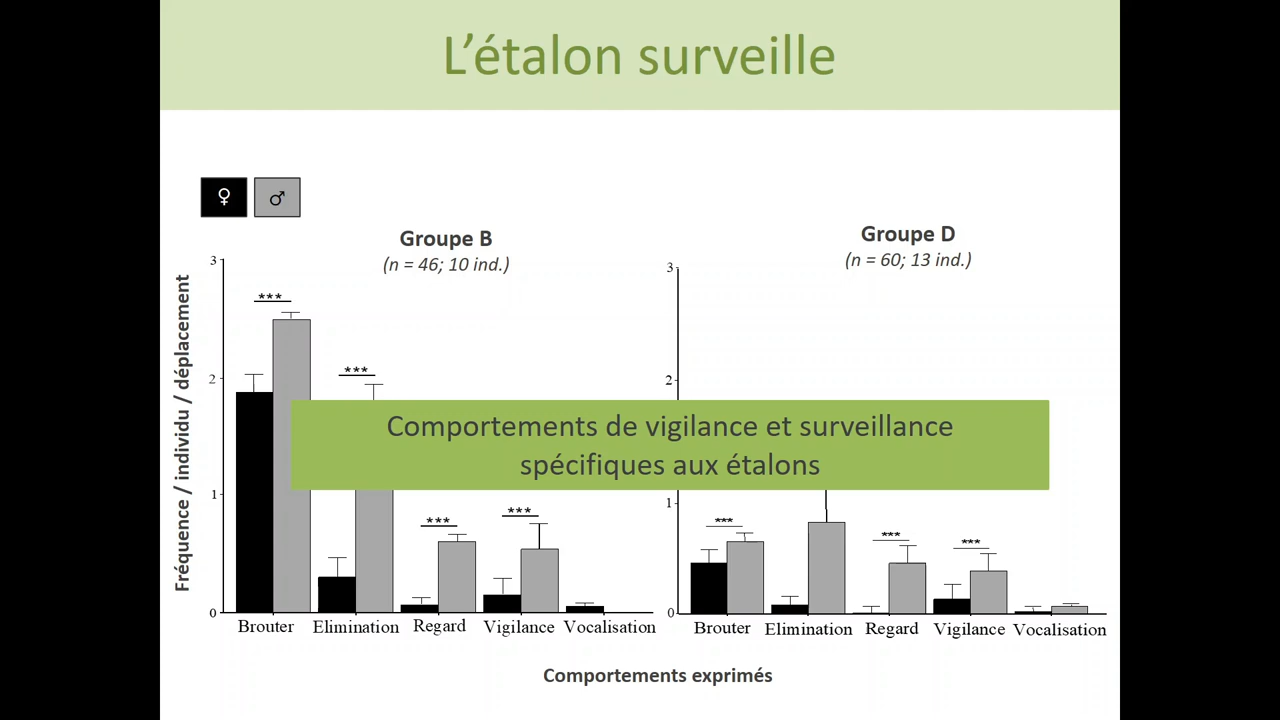 L’étalon surveille
♀ ♂
Groupe B
(n = 46; 10 ind.)
Groupe D
(n = 60; 13 ind.)
Fréquence / individu / déplacement
3
2
1
0
***
***
***
***
Brouter Elimination Regard Vigilance Vocalisation
3
2
1
0
***
***
***
Brouter Elimination Regard Vigilance Vocalisation
Comportements de vigilance et surveillance
spécifiques aux étalons
Comportements exprimés